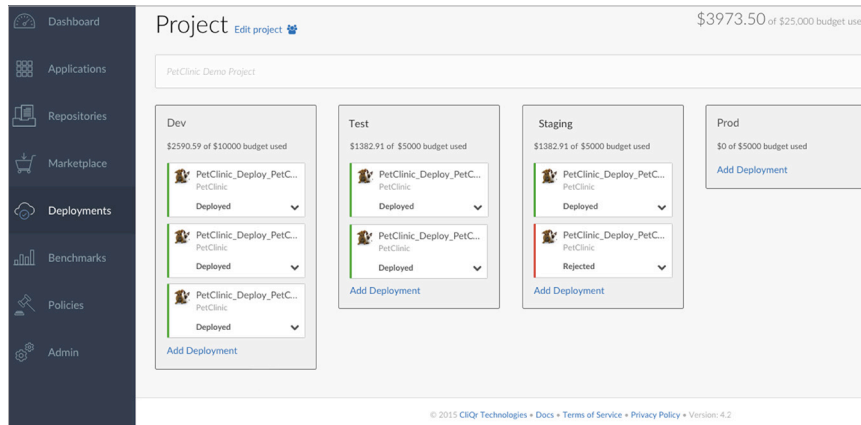 Dashboard
Applications
Repositories
Marketplace
Deployments
Benchmarks
Policies
Admin
Project Edit project
$3973.50 of $25,000 budget use
PetClinic Demo Project
Dev
$2590.59 of $10000 budget used
PetClinic_Deploy_PetC...
PetClinic
Deployed
PetClinic_Deploy_PetC...
PetClinic
Deployed
PetClinic_Deploy_PetC...
PetClinic
Deployed
Add Deployment
Test
$1382.91 of $5000 budget used
PetClinic_Deploy_PetC...
PetClinic
Deployed
PetClinic_Deploy_PetC...
PetClinic
Deployed
Add Deployment
Staging
$1382.91 of $5000 budget used
PetClinic_Deploy_PetC...
PetClinic
Deployed
PetClinic_Deploy_PetC...
PetClinic
Rejected
Add Deployment
Prod
$0 of $5000 budget used
Add Deployment
© 2015 CliQr Technologies • Docs • Terms of Service • Privacy Policy • Version: 4.2